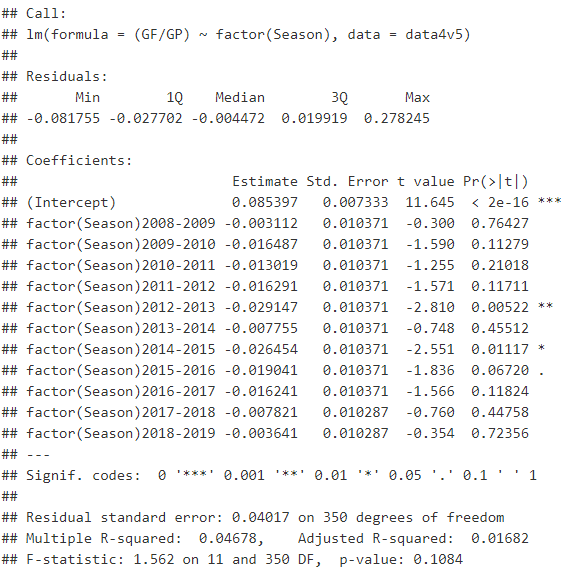 ## Call:
## lm(formula = (GF/GP) ~ factor(Season), data = data4v5)
##
## Residuals:
##       Min        1Q    Median        3Q       Max
## -0.081755 -0.027702 -0.004472  0.019919  0.278245
##
## Coefficients:
##                          Estimate Std. Error t value Pr(>|t|)
## (Intercept)              0.085397   0.007333  11.645  < 2e-16 ***
## factor(Season)2008-2009 -0.003112   0.010371  -0.300  0.76427
## factor(Season)2009-2010 -0.016487   0.010371  -1.590  0.11279
## factor(Season)2010-2011 -0.013019   0.010371  -1.255  0.21018
## factor(Season)2011-2012 -0.016291   0.010371  -1.571  0.11711
## factor(Season)2012-2013 -0.029147   0.010371  -2.810  0.00522 **
## factor(Season)2013-2014 -0.007755   0.010371  -0.748  0.45512
## factor(Season)2014-2015 -0.026454   0.010371  -2.551  0.01117 *
## factor(Season)2015-2016 -0.019041   0.010371  -1.836  0.06720 .
## factor(Season)2016-2017 -0.016241   0.010371  -1.566  0.11824
## factor(Season)2017-2018 -0.007821   0.010287  -0.760  0.44758
## factor(Season)2018-2019 -0.003641   0.010287  -0.354  0.72356
## ---
## Signif. codes:  0 '***' 0.001 '**' 0.01 '*' 0.05 '.' 0.1 ' ' 1
##
## Residual standard error: 0.04017 on 350 degrees of freedom
## Multiple R-squared:  0.04678,    Adjusted R-squared:  0.01682
## F-statistic: 1.562 on 11 and 350 DF,  p-value: 0.1084